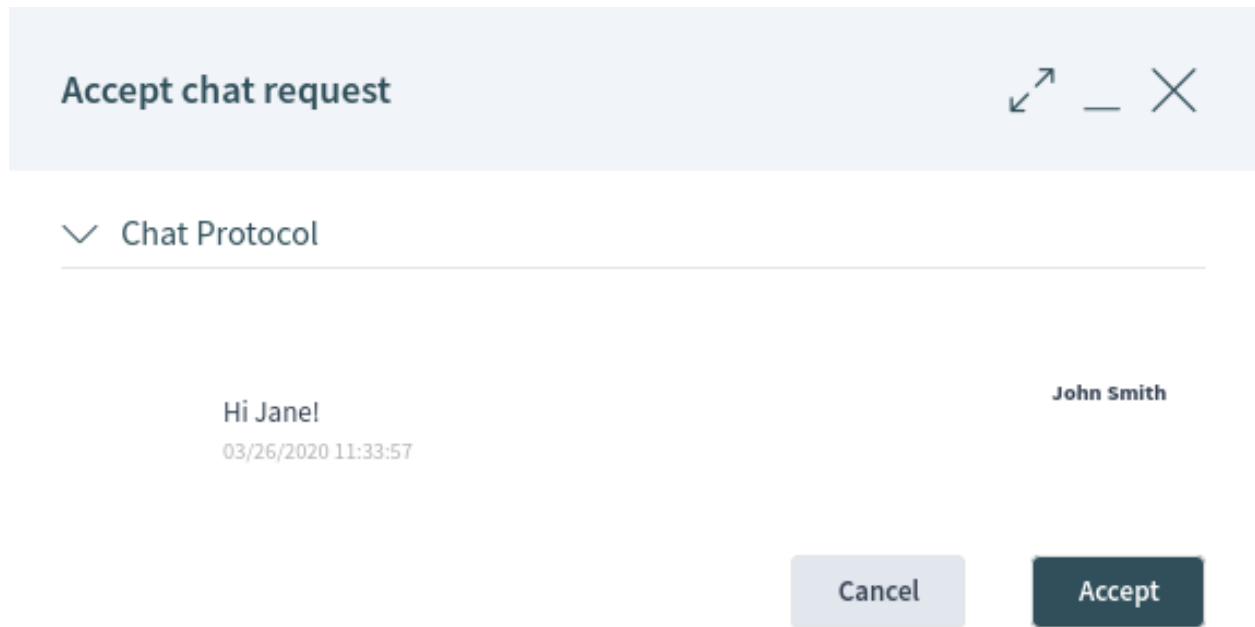 Accept chat request
Chat Protocol
John Smith
Hi Jane!
03/26/2020 11:33:57
Cancel
Accept